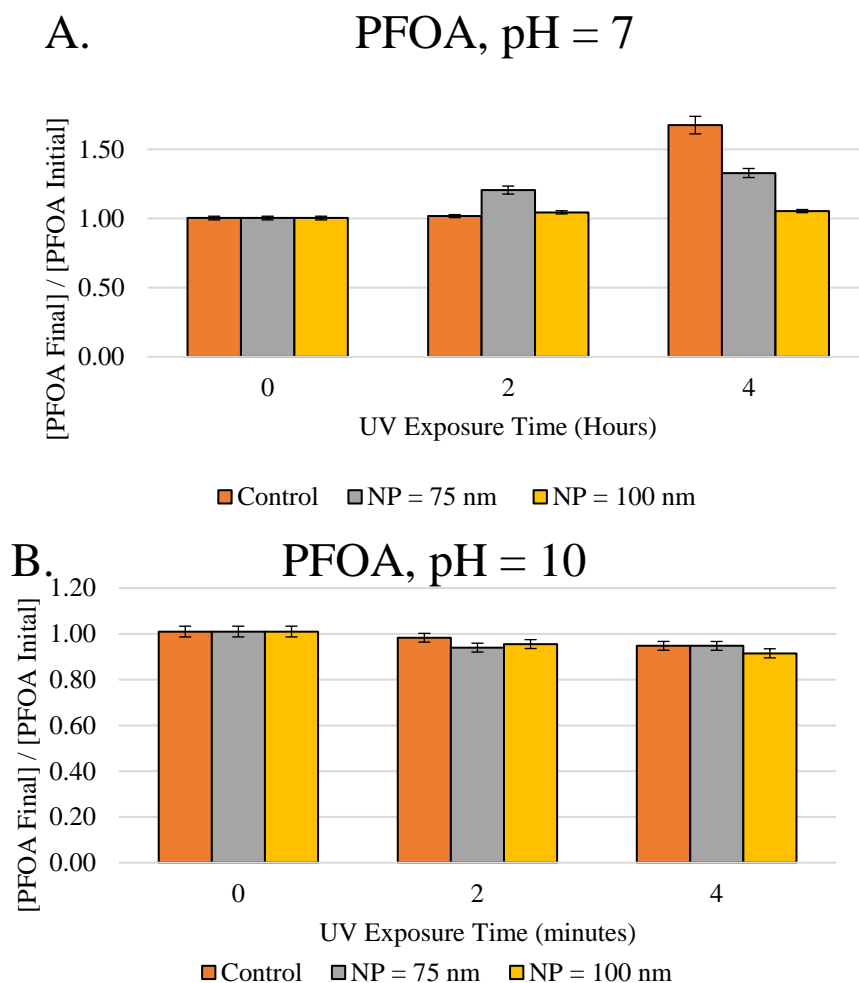 A. PFOA, pH = 7
[PFOA Final] / [PFOA Initial]
1.50
1.00
0.50
0.00
0 2 4
UV Exposure Time (Hours)
Control NP = 75 nm NP = 100 nm
B. PFOA, pH = 10
[PFOA Final] / [PFOA Inital]
1.20
1.00
0.80
0.60
0.40
0.20
0.00
0 2 4
UV Exposure Time (minutes)
Control NP = 75 nm NP = 100 nm